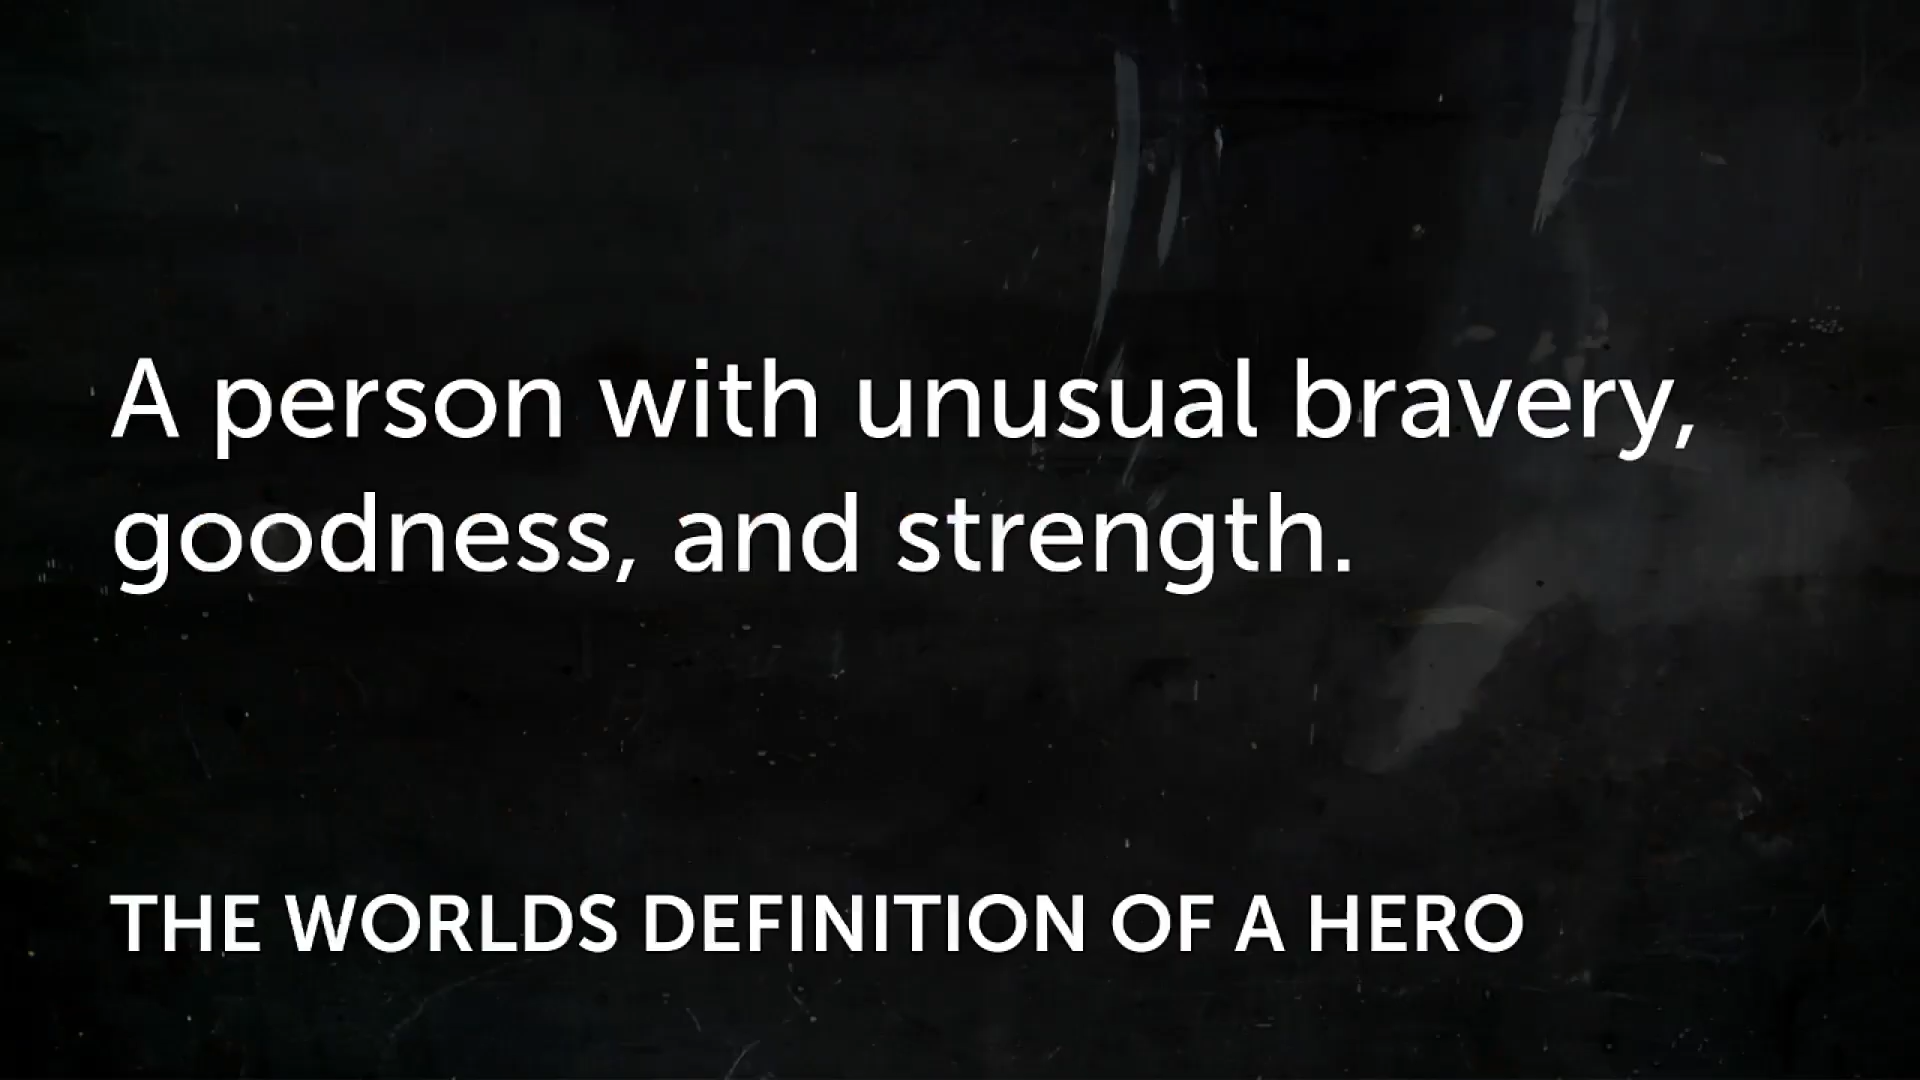 A person with unusual bravery,
goodness, and strength.
THE WORLDS DEFINITION OF A HERO